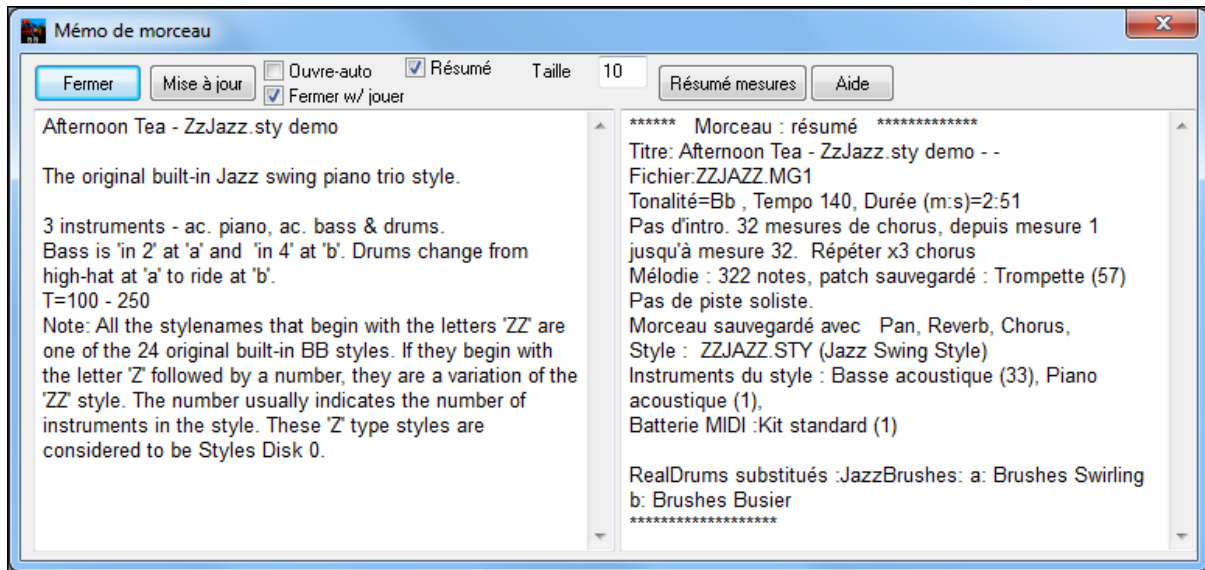 Mémo de morceau
Fermer
Mise à jour
Ouvre-auto
Résumé
Taille
10
Fermer w/ jouer
Résumé mesures
Aide
Afternoon Tea - ZzJazz.sty demo
The original built-in Jazz swing piano trio style.
3 instruments - ac. piano, ac. bass & drums.
Bass is 'in 2' at 'a' and  'in 4' at 'b'. Drums change from
high-hat at 'a' to ride at 'b'.
T=100 - 250
Note: All the stylenames that begin with the letters 'ZZ' are
one of the 24 original built-in BB styles. If they begin with
the letter 'Z' followed by a number, they are a variation of the
'ZZ' style. The number usually indicates the number of
instruments in the style. These 'Z' type styles are
considered to be Styles Disk 0.
****** Morceau : résumé *************
Titre: Afternoon Tea - ZzJazz.sty demo - -
Fichier:ZZJAZZ.MG1
Tonalité=Bb , Tempo 140, Durée (m:s)=2:51
Pas d'intro. 32 mesures de chorus, depuis mesure 1
jusqu'à mesure 32.  Répéter x3 chorus
Mélodie : 322 notes, patch sauvegardé : Trompette (57)
Pas de piste soliste.
Morceau sauvegardé avec   Pan, Reverb, Chorus,
Style :  ZZJAZZ.STY (Jazz Swing Style)
Instruments du style : Basse acoustique (33), Piano
acoustique (1),
Batterie MIDI :Kit standard (1)
RealDrums substitués :JazzBrushes: a: Brushes Swirling
b: Brushes Busier
*******************